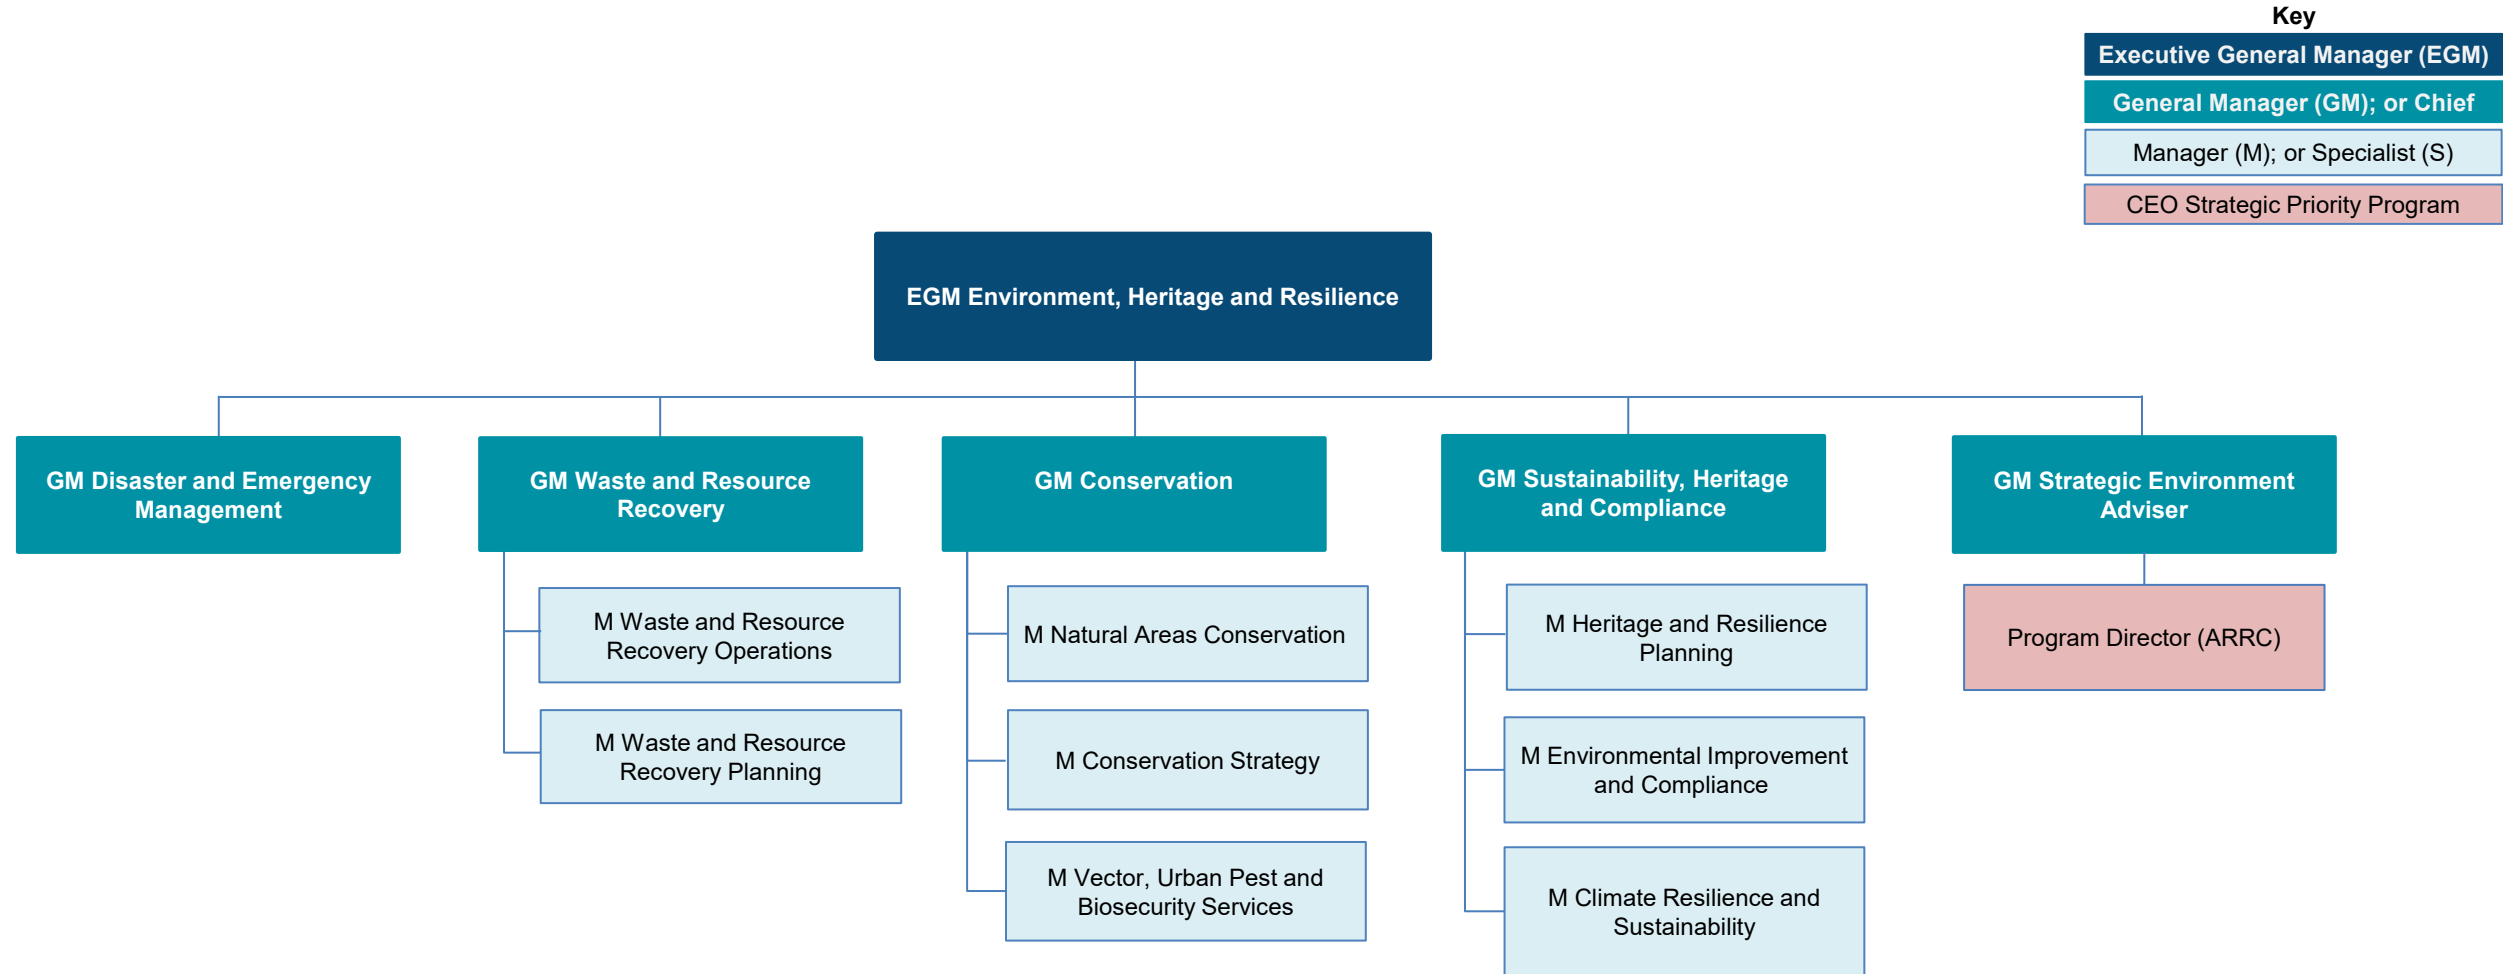 Key
Executive General Manager (EGM)
General Manager (GM); or Chief
Manager (M); or Specialist (S)
CEO Strategic Priority Program
EGM Environment, Heritage and Resilience
GM Disaster and Emergency
Management
GM Waste and Resource
Recovery
M Waste and Resource
Recovery Operations
M Waste and Resource
Recovery Planning
GM Conservation
M Natural Areas Conservation
M Conservation Strategy
M Vector, Urban Pest and
Biosecurity Services
GM Sustainability, Heritage
and Compliance
M Heritage and Resilience
Planning
M Environmental Improvement
and Compliance
M Climate Resilience and
Sustainability
GM Strategic Environment
Adviser
Program Director (ARRC)